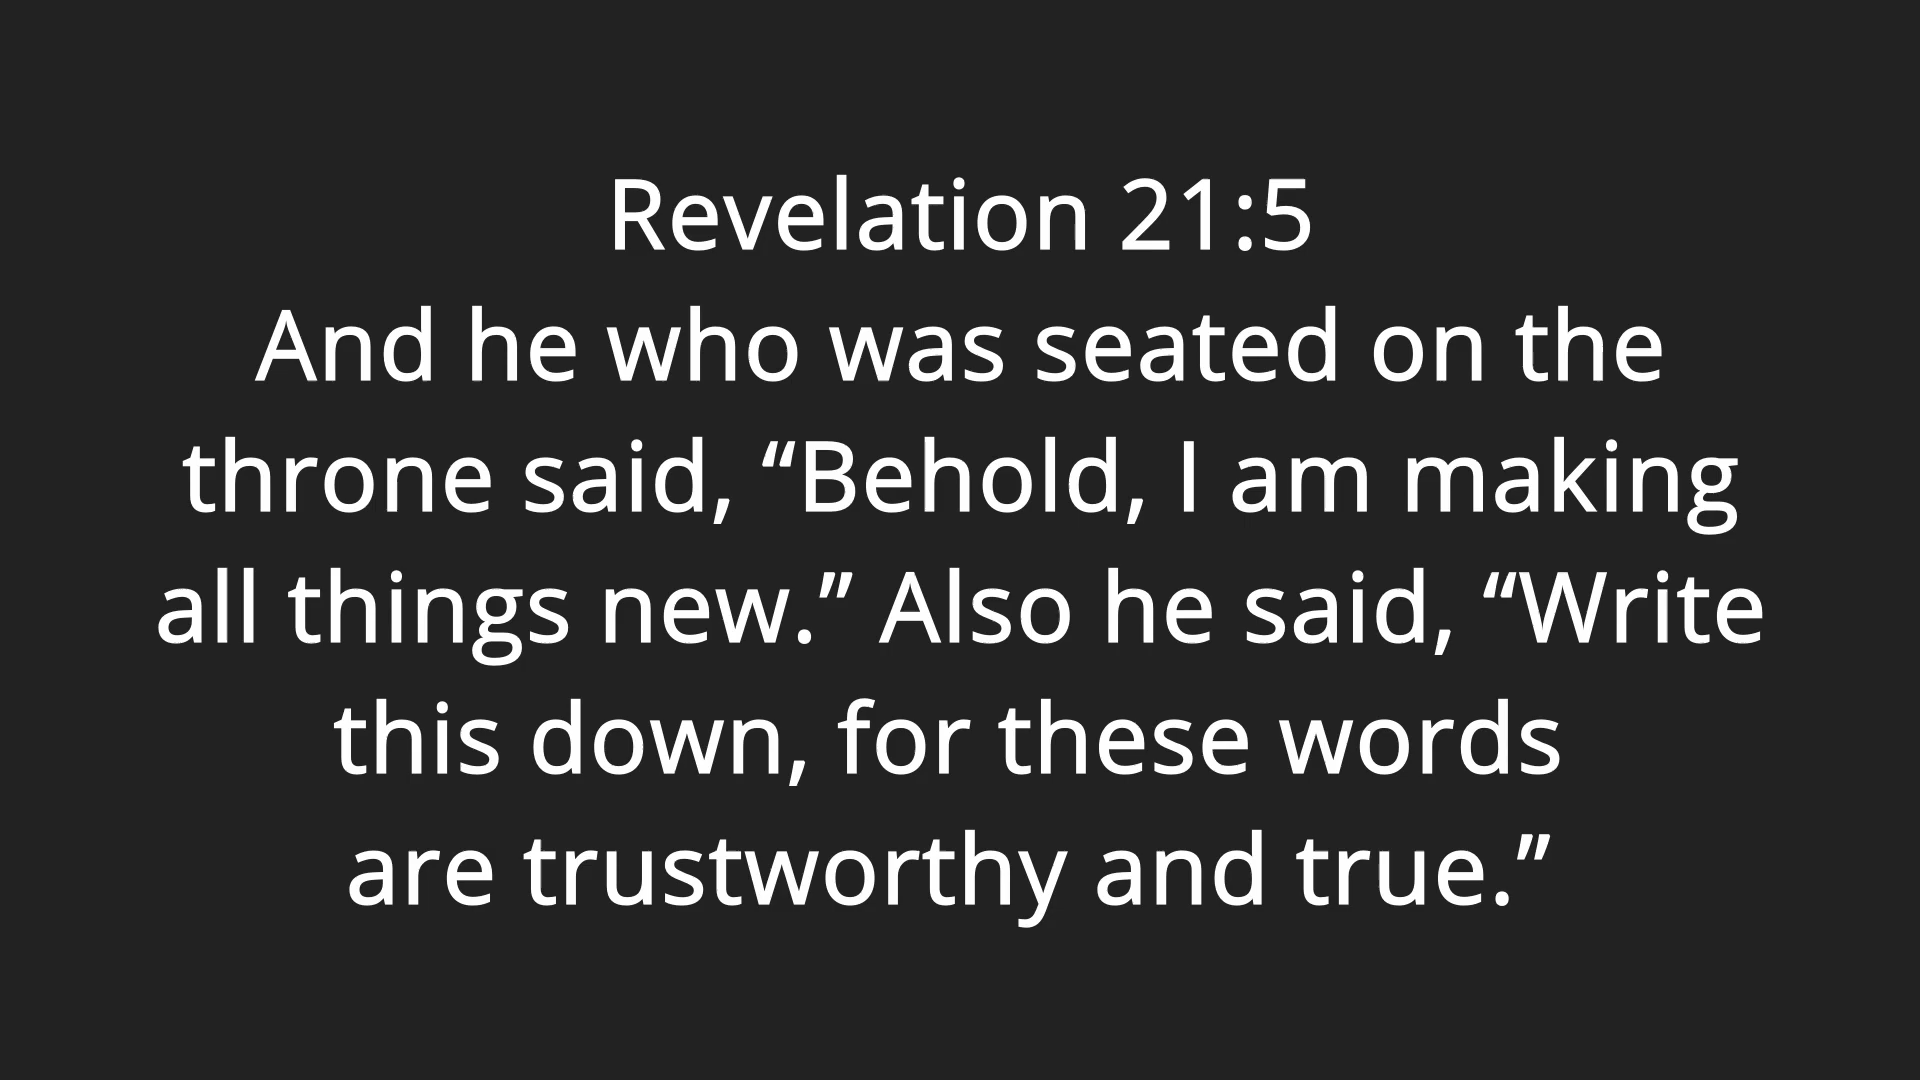 Revelation 21:5
And he who was seated on the
throne said, “Behold, I am making
all things new.” Also he said, “Write
this down, for these words
are trustworthy and true.”